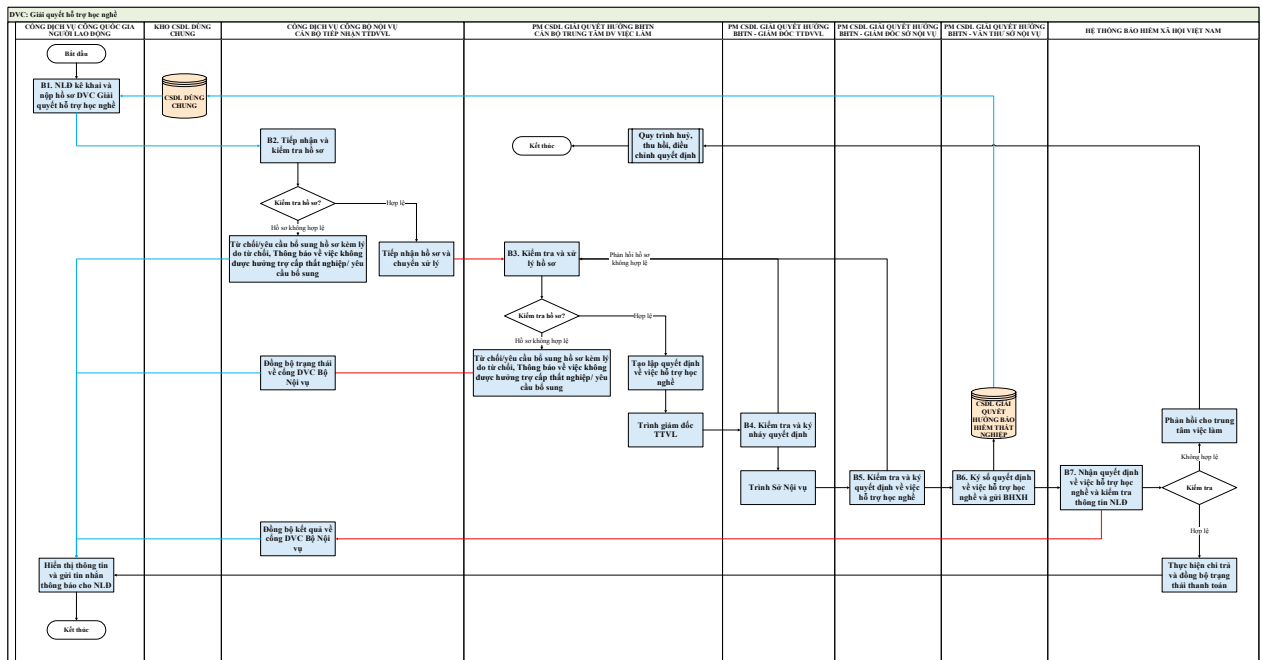 DVC: Giải quyết hỗ trợ học nghề
CỔNG DỊCH VỤ CÔNG QUỐC GIA
NGƯỜI LAO ĐỘNG
KHO CSDL DÙNG
CHUNG
CỔNG DỊCH VỤ CÔNG BỘ NỘI VỤ
CÁN BỘ TIẾP NHẬN TTDVVL
PM CSDL GIẢI QUYẾT HƯỞNG BHTN
CÁN BỘ TRUNG TÂM DV VIỆC LÀM
PM CSDL GIẢI QUYẾT HƯỞNG
BHTN - GIÁM ĐỐC TTDVVL
PM CSDL GIẢI QUYẾT HƯỞNG
BHTN - GIÁM ĐỐC SỞ NỘI VỤ
PM CSDL GIẢI QUYẾT HƯỞNG
BHTN - VĂN THƯ SỞ NỘI VỤ
HỆ THỐNG BẢO HIỂM XÃ HỘI VIỆT NAM
Bắt đầu
B1. NLĐ kê khai và
nộp hồ sơ DVC Giải
quyết hỗ trợ học nghề
CSDL DÙNG
CHUNG
B2. Tiếp nhận và
kiểm tra hồ sơ
Kết thúc
Quy trình huỷ,
thu hồi, điều
chỉnh quyết định
Kiểm tra hồ sơ?
Hợp lệ
Hồ sơ không hợp lệ
Từ chối/yêu cầu bổ sung hồ sơ kèm lý
do từ chối, Thông báo về việc không
được hưởng trợ cấp thất nghiệp/ yêu
cầu bổ sung
Tiếp nhận hồ sơ và
chuyển xử lý
B3. Kiểm tra và xử
lý hồ sơ
Phản hồi hồ sơ
không hợp lệ
Kiểm tra hồ sơ?
Hợp lệ
Hồ sơ không hợp lệ
Đồng bộ trạng thái
về cổng DVC Bộ
Nội vụ
Từ chối/yêu cầu bổ sung hồ sơ kèm lý
do từ chối, Thông báo về việc không
được hưởng trợ cấp thất nghiệp/ yêu
cầu bổ sung
Tạo lập quyết định
về việc hỗ trợ học
nghề
Trình giám đốc
TTVL
B4. Kiểm tra và ký
nháy quyết định
CSDL GIẢI
QUYẾT
HƯỞNG BẢO
HIỂM THẤT
NGHIỆP
Phản hồi cho trung
tâm việc làm
Không hợp lệ
Trình Sở Nội vụ
B5. Kiểm tra và ký
quyết định về việc
hỗ trợ học nghề
B6. Ký số quyết định
về việc hỗ trợ học
nghề và gửi BHXH
B7. Nhận quyết định
về việc hỗ trợ học
nghề và kiểm tra
thông tin NLĐ
Kiểm tra
Hợp lệ
Đồng bộ kết quả về
cổng DVC Bộ Nội
vụ
Hiển thị thông tin
và gửi tin nhắn
thông báo cho NLĐ
Thực hiện chi trả
và đồng bộ trạng
thái thanh toán
Kết thúc